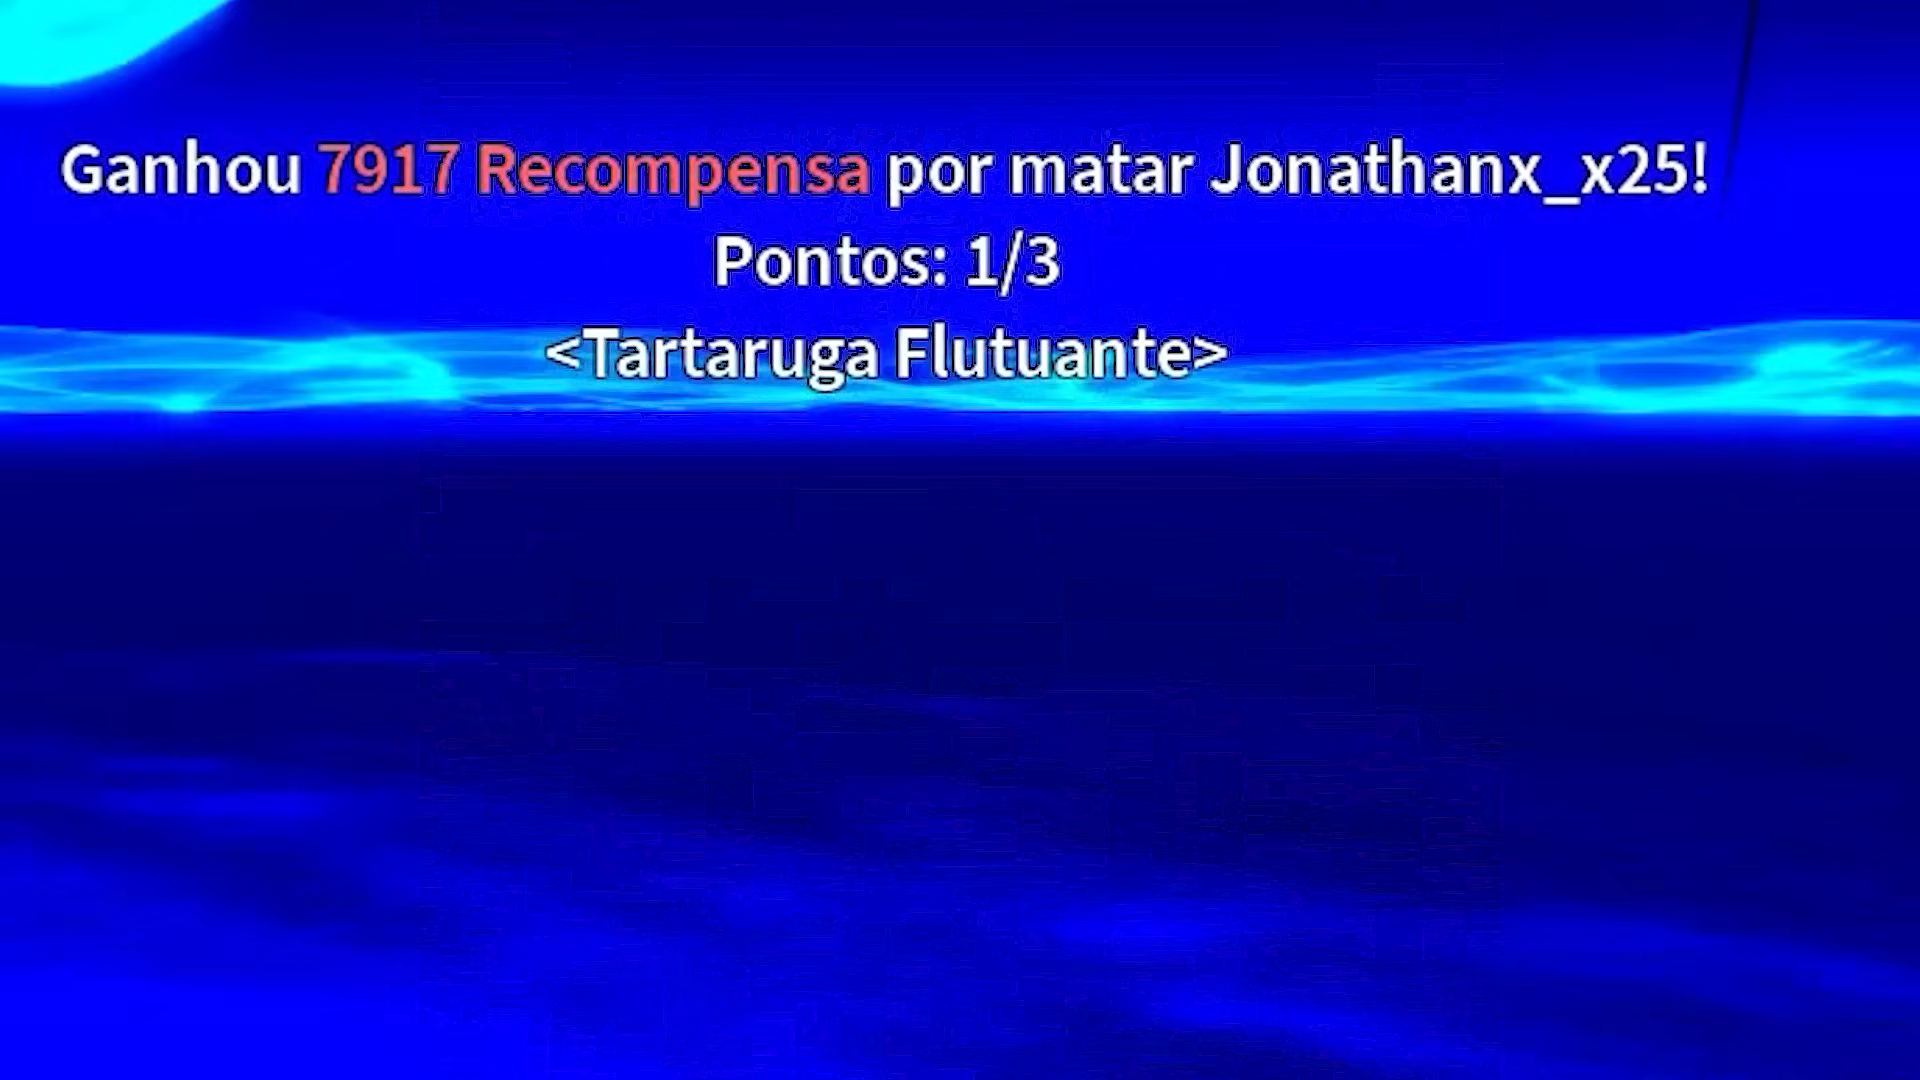 Ganhou 7917 Recompensa por matar Jonathanx_x25!
Pontos: 1/3
<Tartaruga Flutuante>